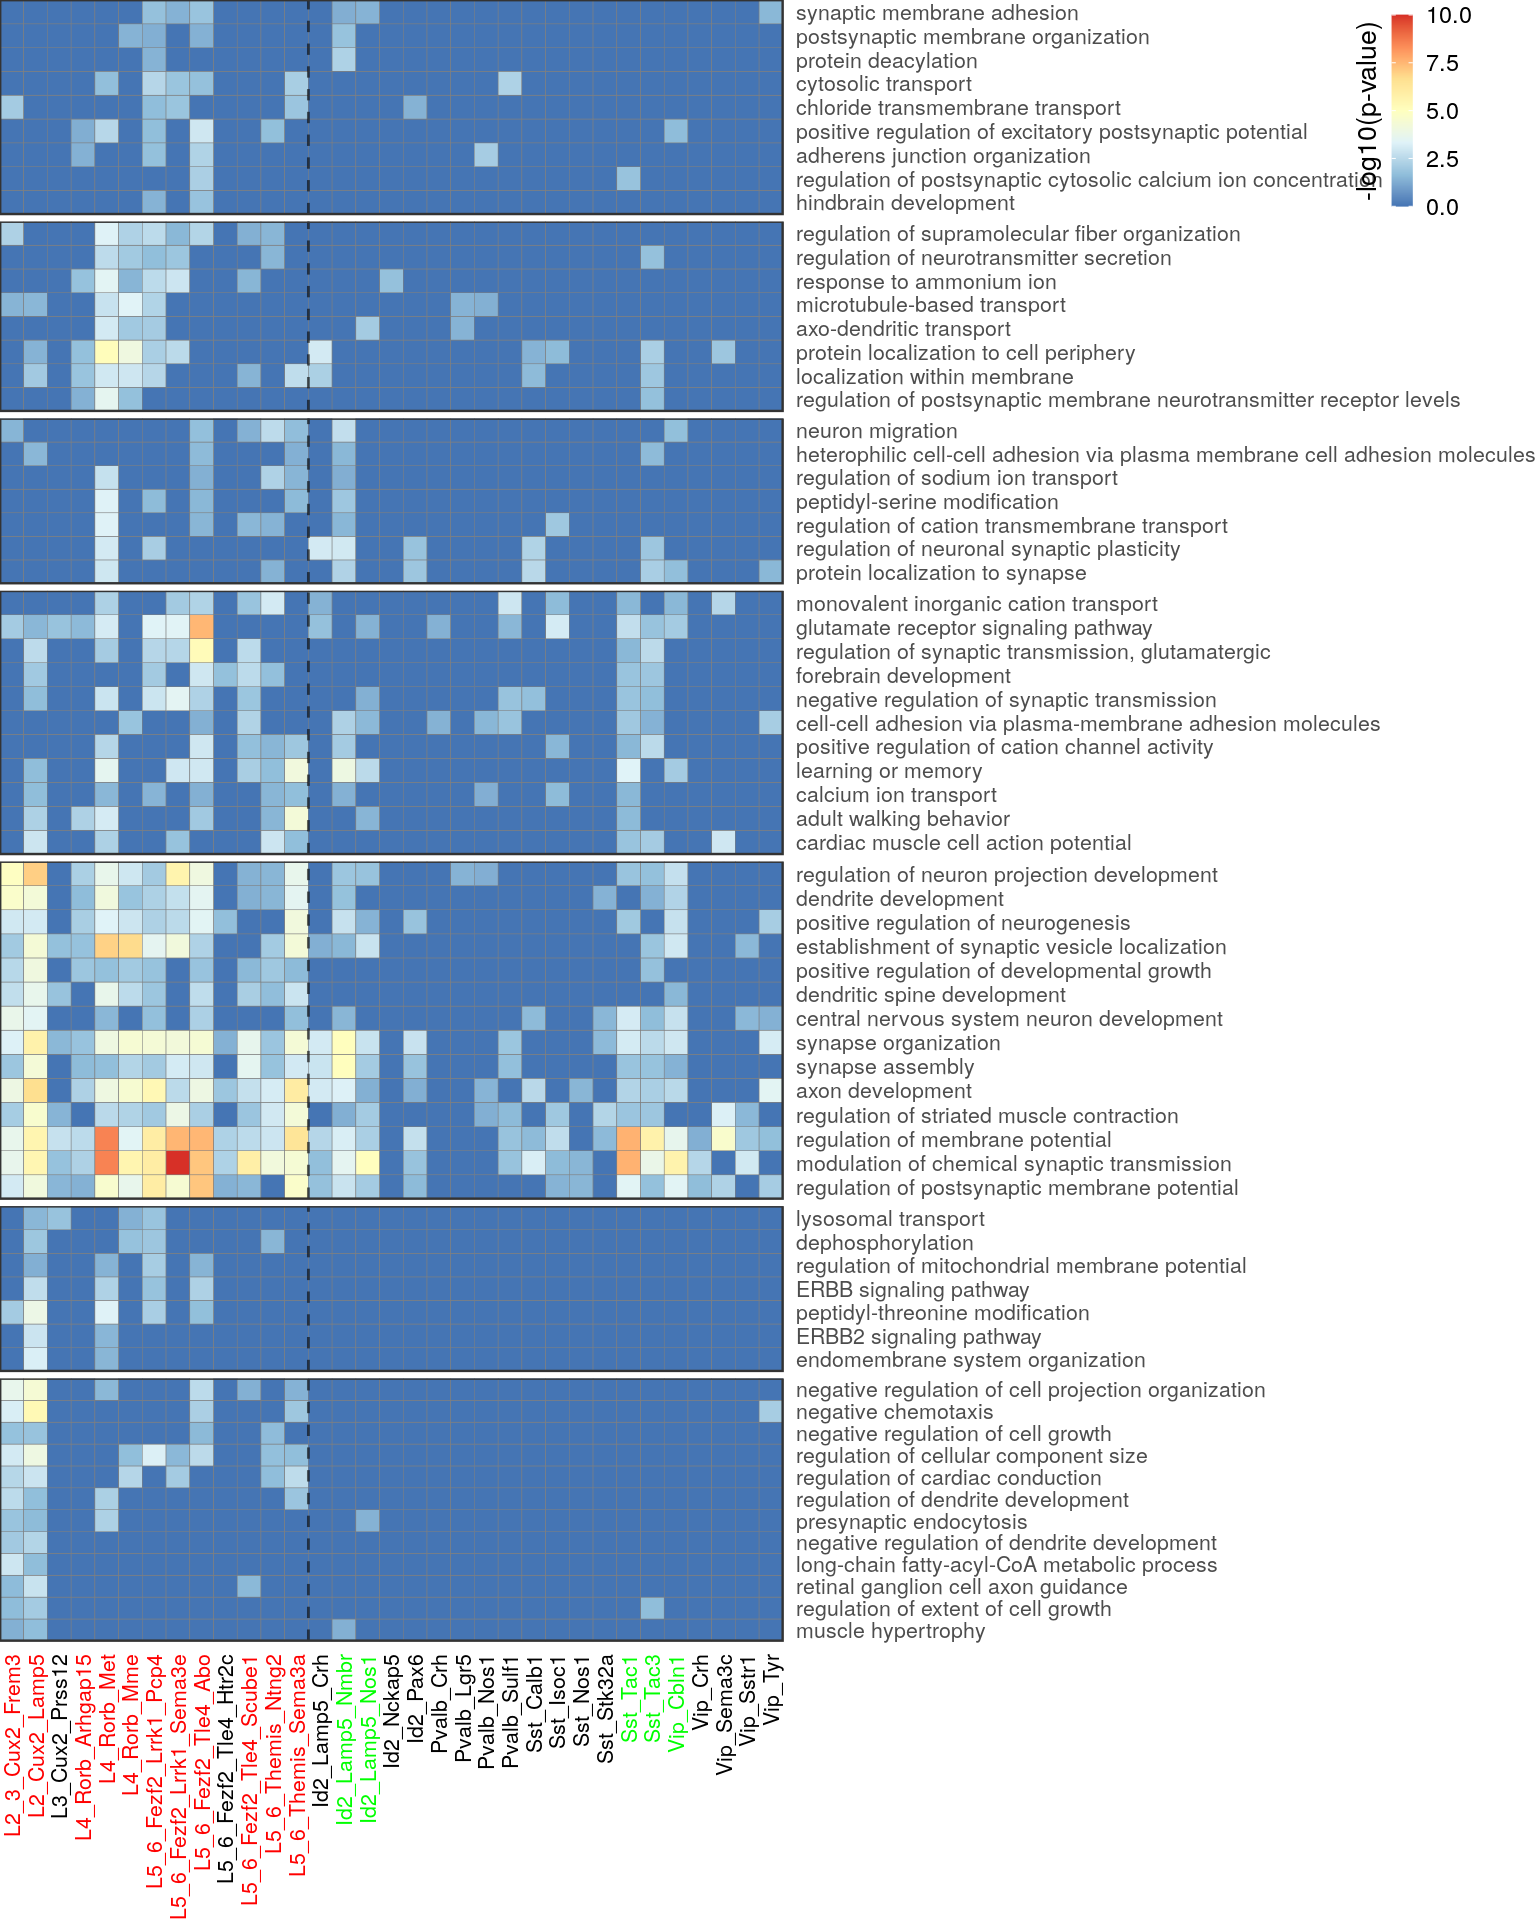 synaptic membrane adhesion
postsynaptic membrane organization
protein deacylation
cytosolic transport
chloride transmembrane transport
positive regulation of excitatory postsynaptic potential
adherens junction organization
regulation of postsynaptic cytosolic calcium ion concentration
hindbrain development
-log10(p-value)
10.0
7.5
5.0
2.5
0.0
regulation of supramolecular fiber organization
regulation of neurotransmitter secretion
response to ammonium ion
microtubule-based transport
axo-dendritic transport
protein localization to cell periphery
localization within membrane
regulation of postsynaptic membrane neurotransmitter receptor levels
neuron migration
heterophilic cell-cell adhesion via plasma membrane cell adhesion molecules
regulation of sodium ion transport
peptidyl-serine modification
regulation of cation transmembrane transport
regulation of neuronal synaptic plasticity
protein localization to synapse
monovalent inorganic cation transport
glutamate receptor signaling pathway
regulation of synaptic transmission, glutamatergic
forebrain development
negative regulation of synaptic transmission
cell-cell adhesion via plasma-membrane adhesion molecules
positive regulation of cation channel activity
learning or memory
calcium ion transport
adult walking behavior
cardiac muscle cell action potential
regulation of neuron projection development
dendrite development
positive regulation of neurogenesis
establishment of synaptic vesicle localization
positive regulation of developmental growth
dendritic spine development
central nervous system neuron development
synapse organization
synapse assembly
axon development
regulation of striated muscle contraction
regulation of membrane potential
modulation of chemical synaptic transmission
regulation of postsynaptic membrane potential
lysosomal transport
dephosphorylation
regulation of mitochondrial membrane potential
ERBB signaling pathway
peptidyl-threonine modification
ERBB2 signaling pathway
endomembrane system organization
negative regulation of cell projection organization
negative chemotaxis
negative regulation of cell growth
regulation of cellular component size
regulation of cardiac conduction
regulation of dendrite development
presynaptic endocytosis
negative regulation of dendrite development
long-chain fatty-acyl-CoA metabolic process
retinal ganglion cell axon guidance
regulation of extent of cell growth
muscle hypertrophy
L2_3_Cux2_Frem3
L2_Cux2_Lamp5
L3_Cux2_Prss12
L4_Rorb_Arhgap15
L4_Rorb_Met
L4_Rorb_Mme
L5_6_Fezf2_Lrrk1_Pcp4
L5_6_Fezf2_Lrrk1_Sema3e
L5_6_Fezf2_Tle4_Abo
L5_6_Fezf2_Tle4_Htr2c
L5_6_Fezf2_Tle4_Scube1
L5_6_Themis_Ntng2
L5_6_Themis_Sema3a
Id2_Lamp5_Crh
Id2_Lamp5_Nmbr
Id2_Lamp5_Nos1
Id2_Nckap5
Id2_Pax6
Pvalb_Crh
Pvalb_Lgr5
Pvalb_Nos1
Pvalb_Sulf1
Sst_Calb1
Sst_Isoc1
Sst_Nos1
Sst_Stk32a
Sst_Tac1
Sst_Tac3
Vip_Cbln1
Vip_Crh
Vip_Sema3c
Vip_Sstr1
Vip_Tyr